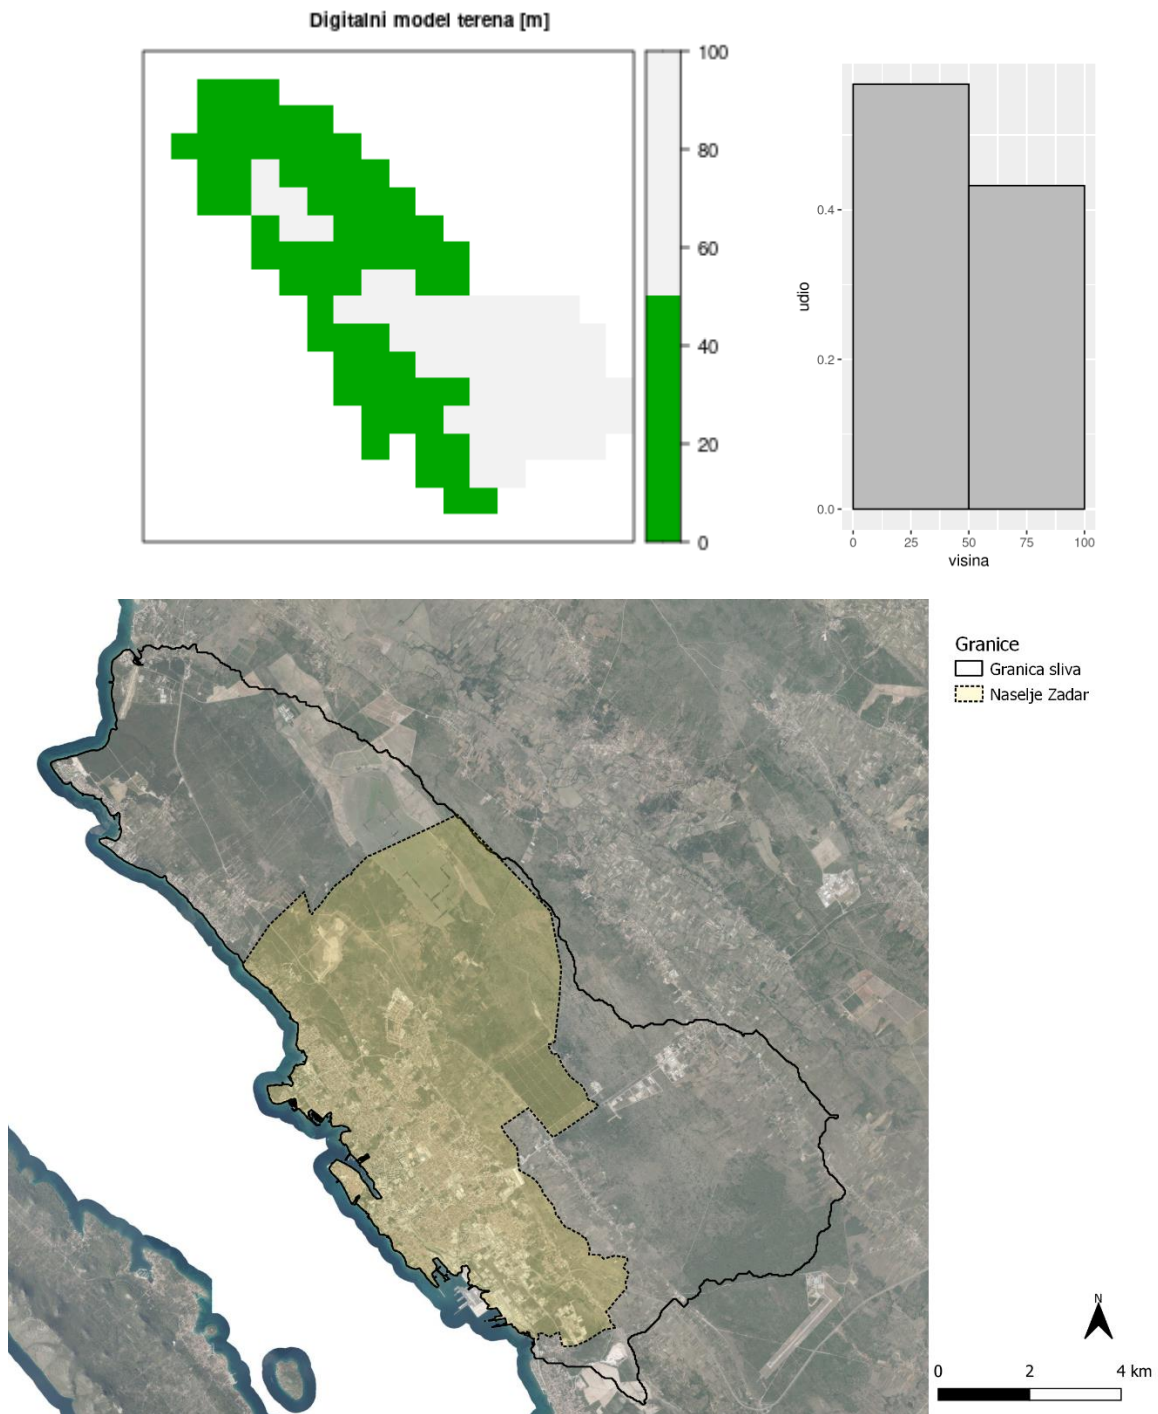 Digitalni model terena [m]
100
80
60
40
20
0
udio
0.4
0.2
0.0
0 25 50 75 100
visina
Granice
Granica sliva
Naselje Zadar
N
0 2 4 km